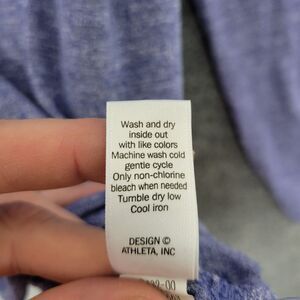 Wash and dry
inside out
with like colors
Machine wash cold
gentle cycle
Only non-chlorine
bleach when needed
Tumble dry low
Cool iron
DESIGN ©
ATHLETA, INC